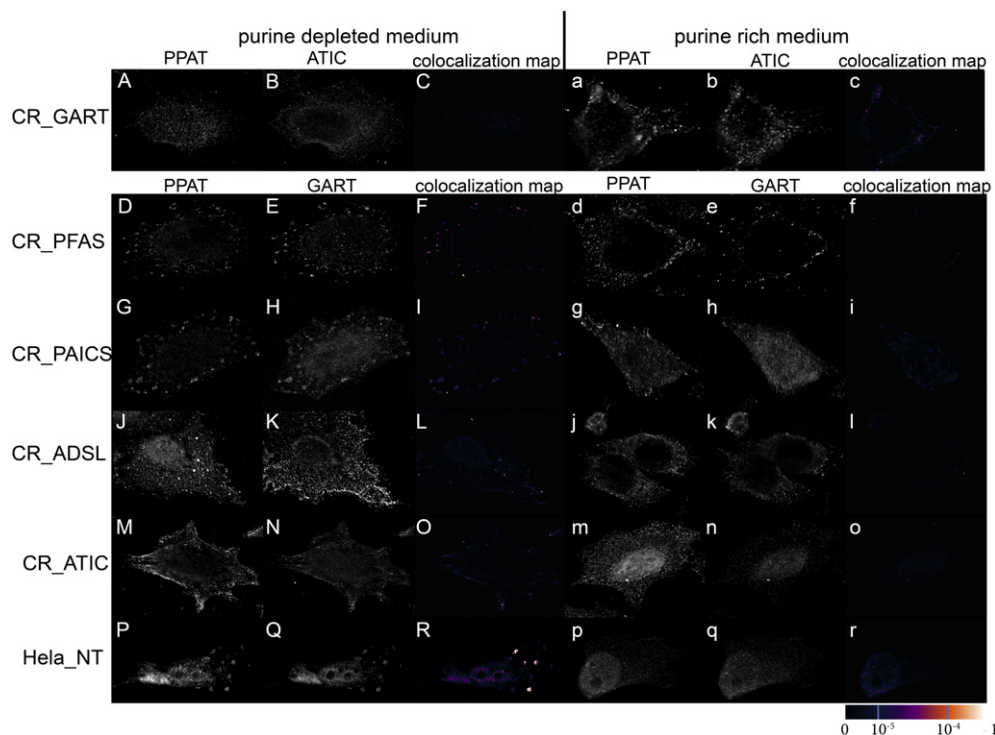 purine depleted medium purine rich medium
PPAT ATIC colocalization map PPAT ATIC colocalization map
CR_GART A B C a b c
PPAT GART colocalization map PPAT GART colocalization map
CR_PFAS D E F d e f
CR_PAICS G H I g h i
CR_ADSL J K L j k l
CR_ATIC M N O m n o
Hela_NT P Q R p q r
0 10⁻⁵ 10⁻⁴ 1